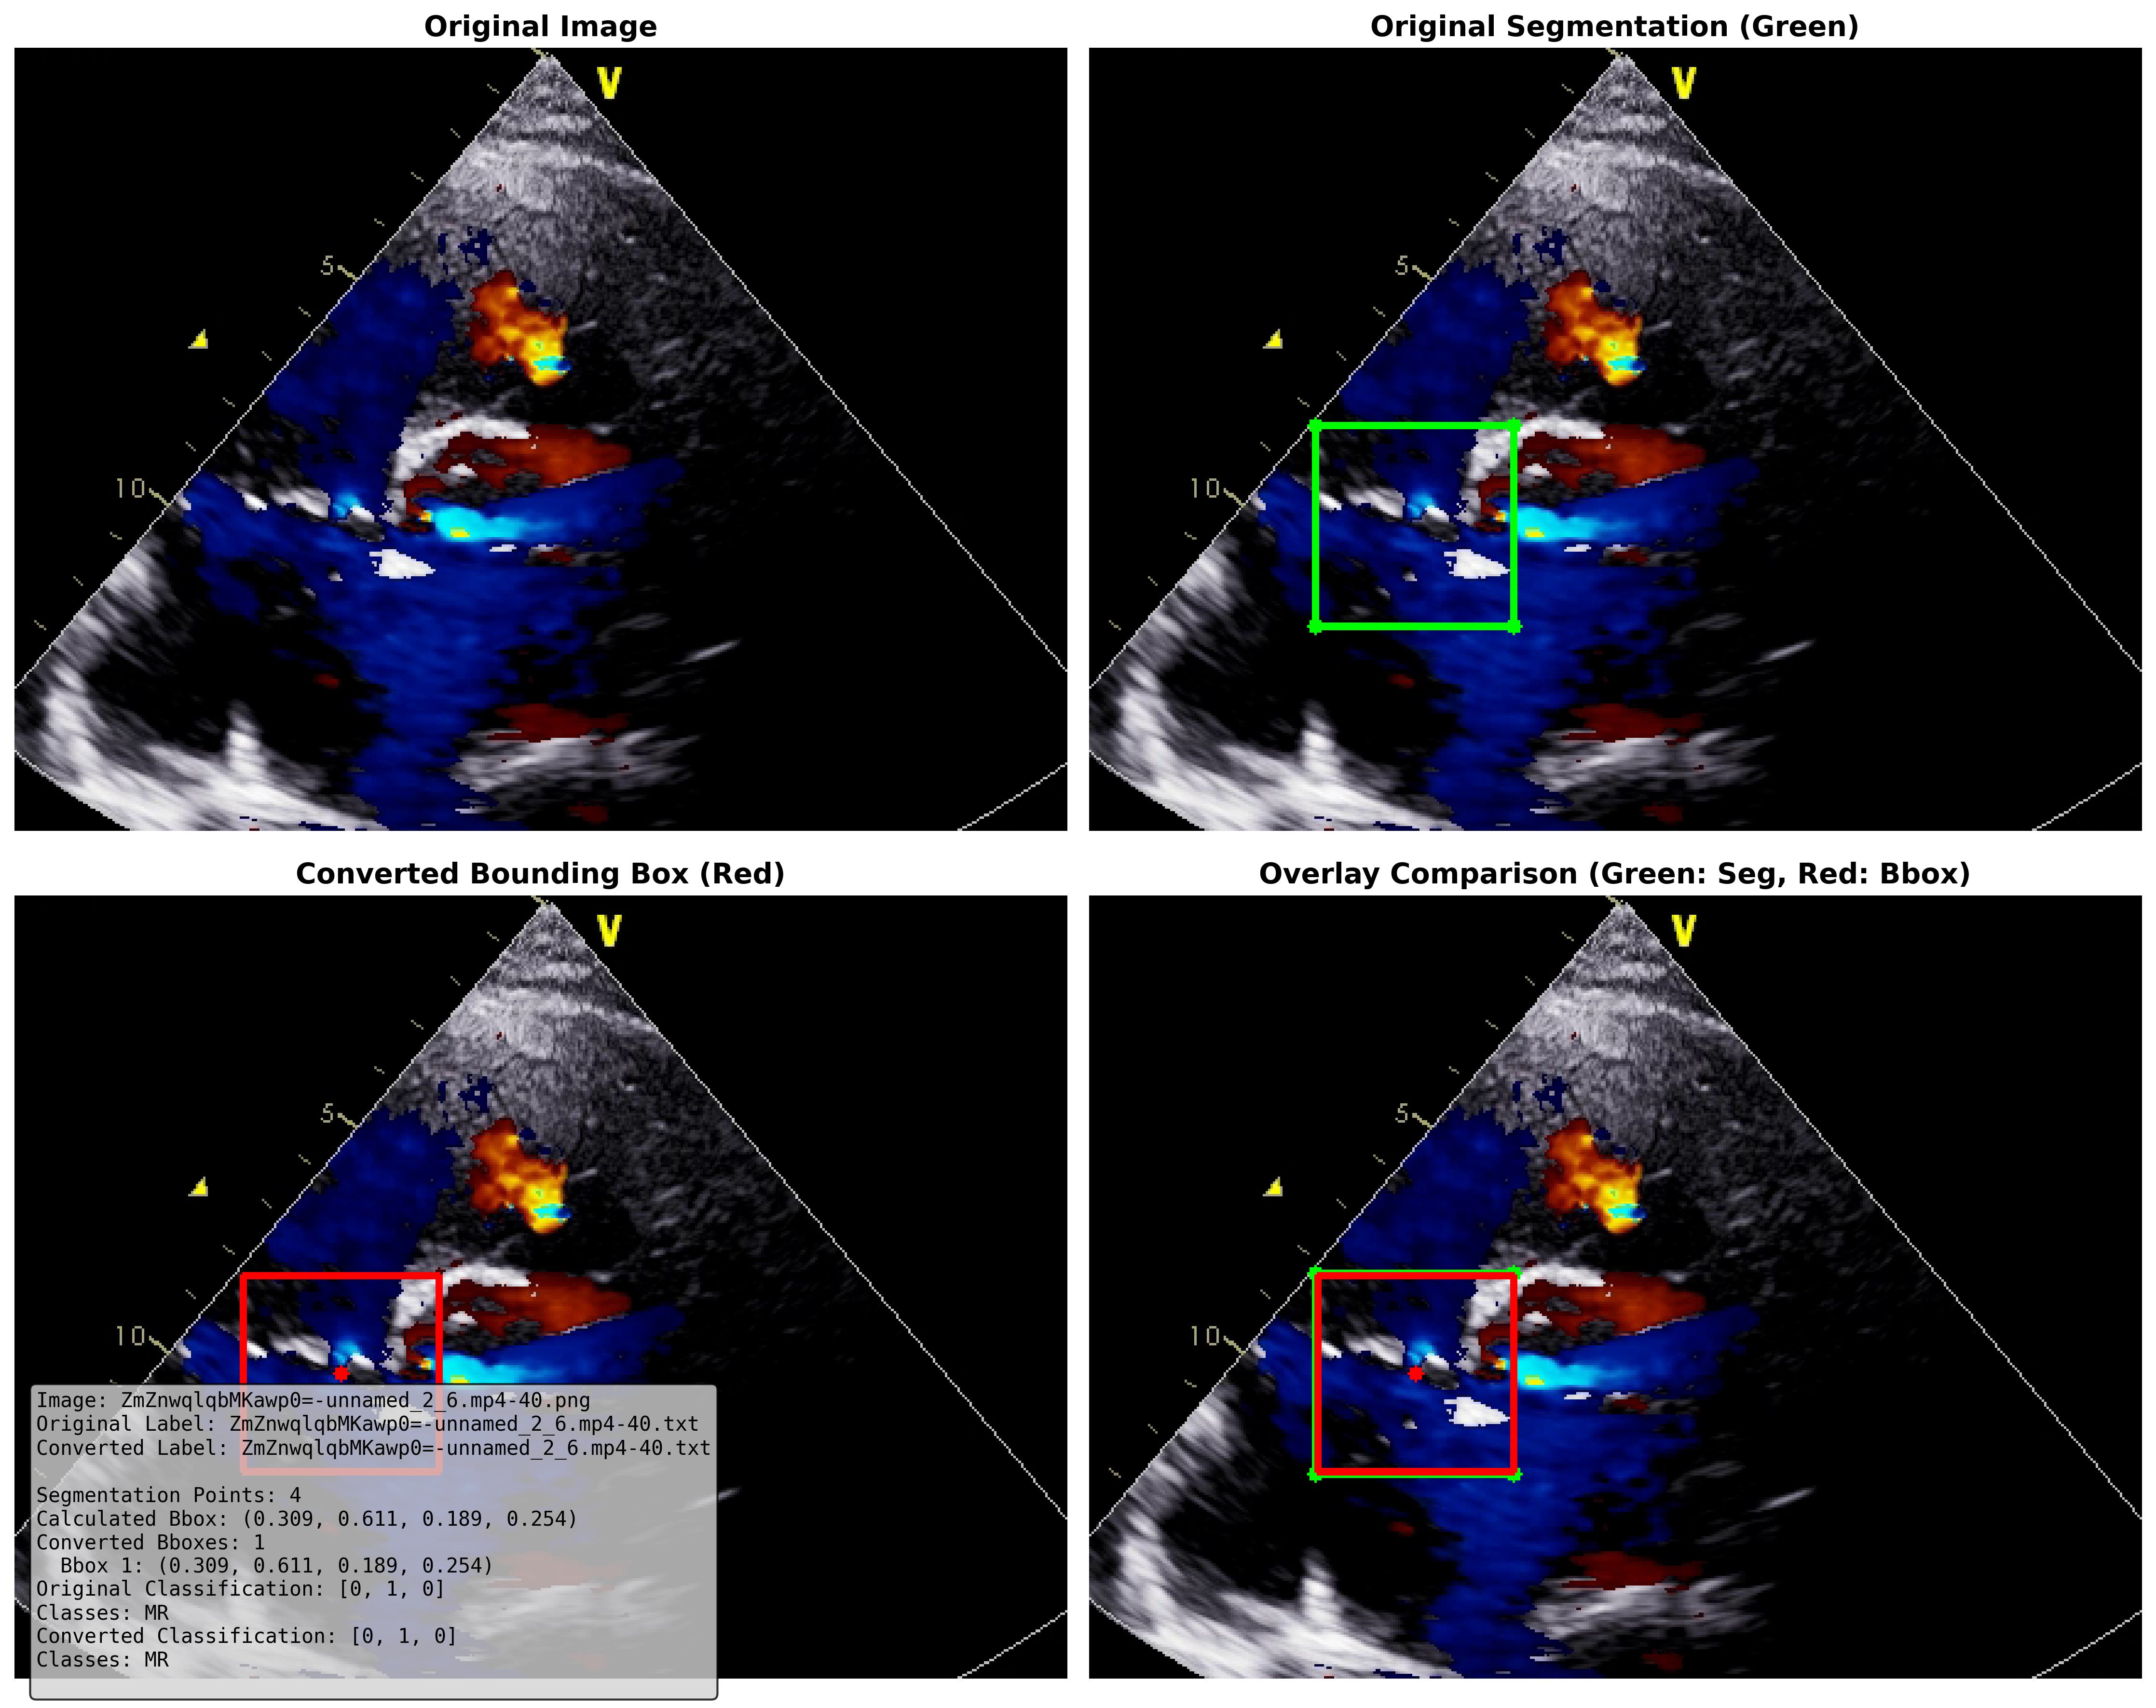 Original Image
Original Segmentation (Green)
V
5
10
V
5
10
Converted Bounding Box (Red)
Overlay Comparison (Green: Seg, Red: Bbox)
V
5
10
V
5
10
Image: ZmZnwqlqbMKawp0=-unnamed_2_6.mp4-40.png
Original Label: ZmZnwqlqbMKawp0=-unnamed_2_6.mp4-40.txt
Converted Label: ZmZnwqlqbMKawp0=-unnamed_2_6.mp4-40.txt
Segmentation Points: 4
Calculated Bbox: (0.309, 0.611, 0.189, 0.254)
Converted Bboxes: 1
Bbox 1: (0.309, 0.611, 0.189, 0.254)
Original Classification: [0, 1, 0]
Classes: MR
Converted Classification: [0, 1, 0]
Classes: MR